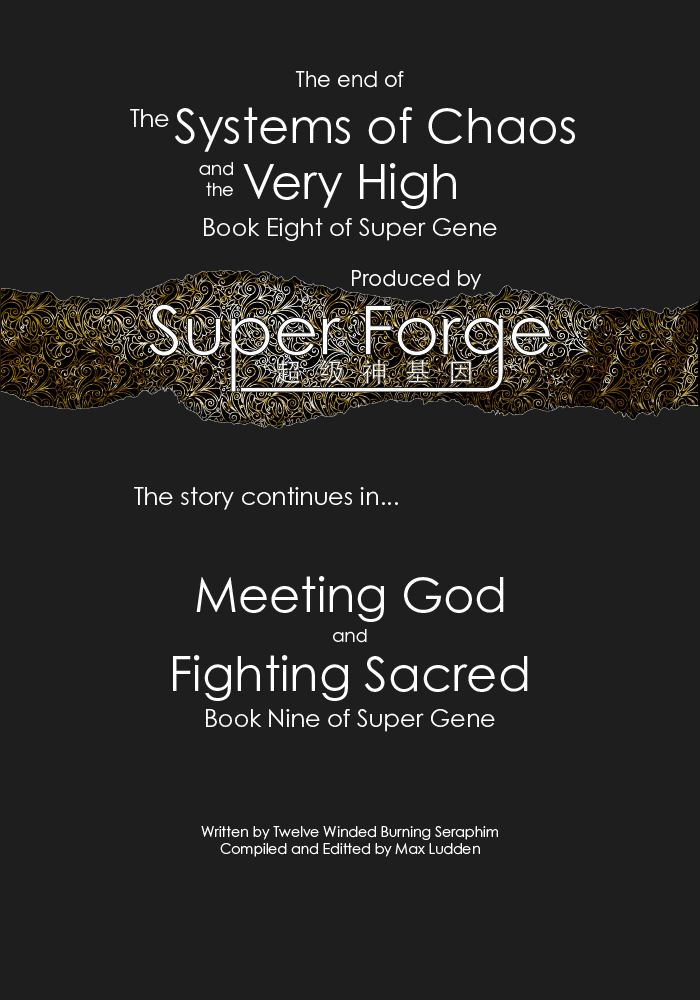 The end of
The Systems of Chaos
and the Very High
Book Eight of Super Gene
Produced by
Super Forge
超级神基因
The story continues in...
Meeting God
and
Fighting Sacred
Book Nine of Super Gene
Written by Twelve Winded Burning Seraphim
Compiled and Editted by Max Ludden